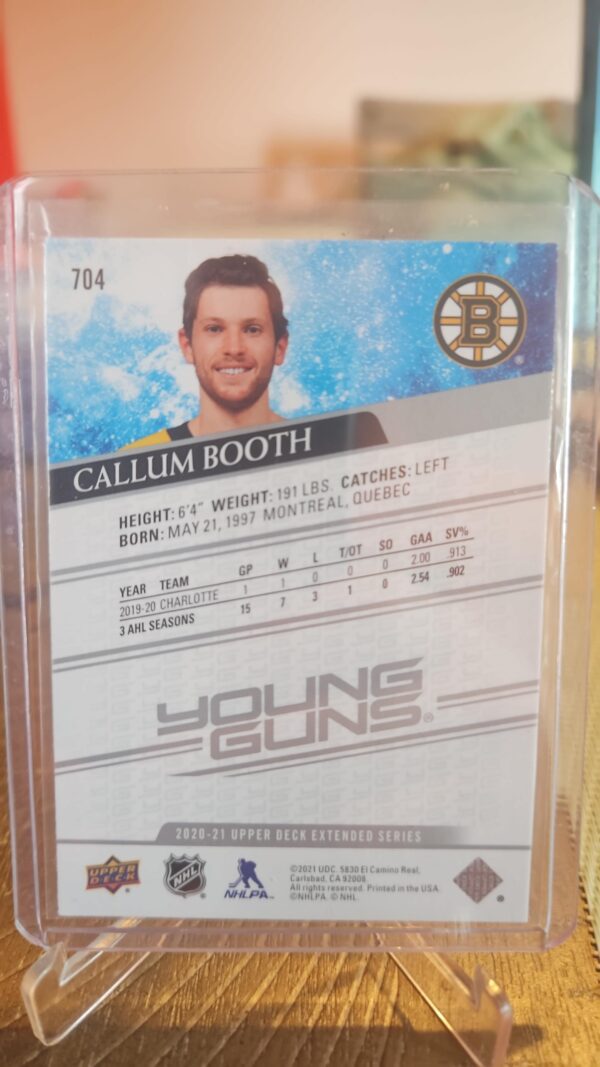 704
B
CALLUM BOOTH
HEIGHT: 6'4" WEIGHT: 191 LBS. CATCHES: LEFT
BORN: MAY 21, 1997 MONTREAL, QUEBEC
YEAR TEAM GP W L T/OT SO GAA SV%
2019-20 CHARLOTTE 1 1 0 0 0 2.00 .913
3 AHL SEASONS 15 7 3 1 0 2.54 .902
YOUNG
GUNS®
2020-21 UPPER DECK EXTENDED SERIES
UPPER
DECK
NHL
NHLPA
©2021 UDC. 5830 El Camino Real,
Carlsbad, CA 92008.
All rights reserved. Printed in the USA.
©NHLPA. © NHL.